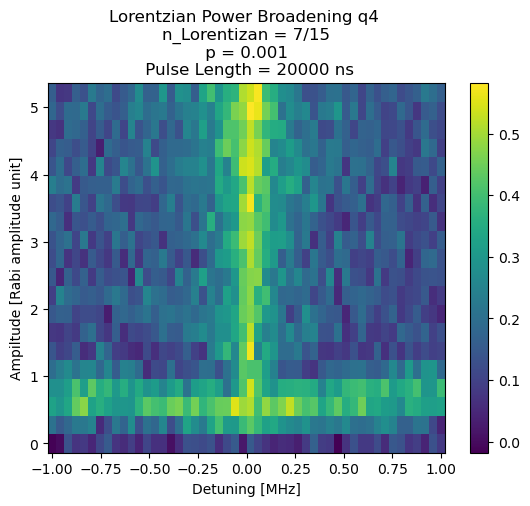 Lorentzian Power Broadening q4
n_Lorentizan = 7/15
p = 0.001
Pulse Length = 20000 ns
Amplitude [Rabi amplitude unit]
5
4
3
2
1
0
−1.00 −0.75 −0.50 −0.25 0.00 0.25 0.50 0.75 1.00
Detuning [MHz]
0.5
0.4
0.3
0.2
0.1
0.0